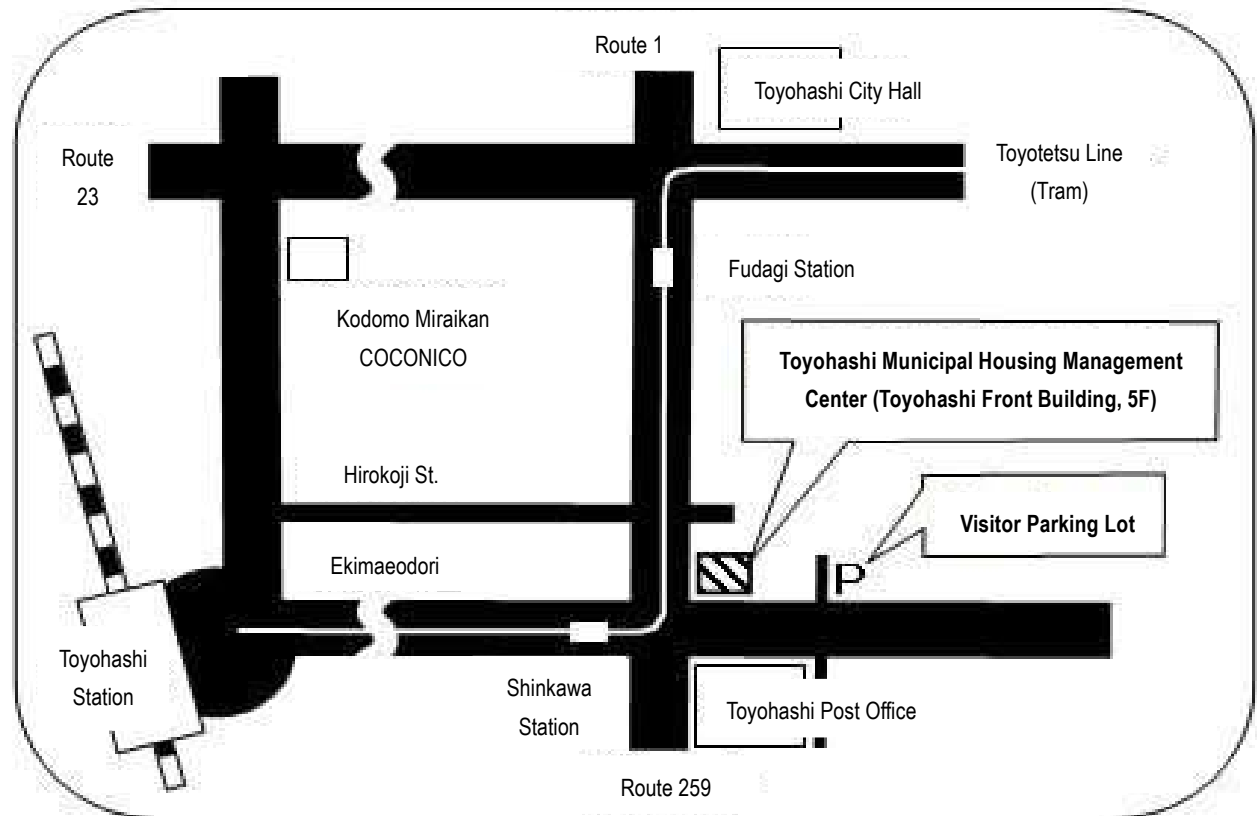 Route 1
Toyohashi City Hall
Route
23
Toyotetsu Line
(Tram)
Fudagi Station
Kodomo Miraikan
COCONICO
Toyohashi Municipal Housing Management
Center (Toyohashi Front Building, 5F)
Hirokoji St.
Visitor Parking Lot
Ekimaeodori
P
Toyohashi
Station
Shinkawa
Station
Toyohashi Post Office
Route 259